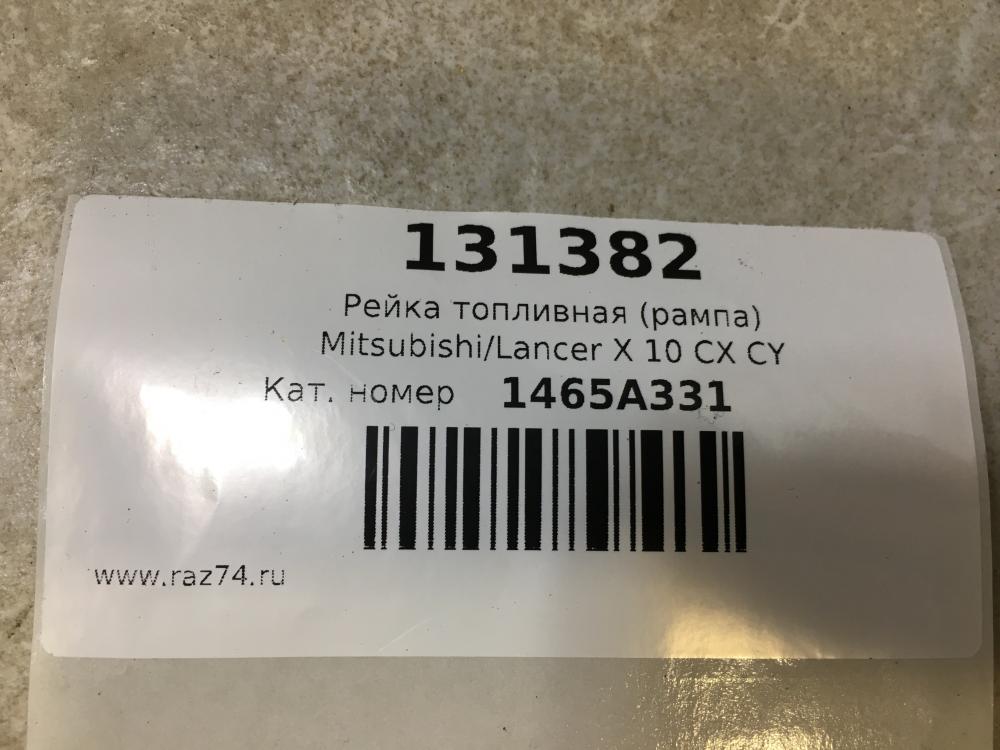 131382
Рейка топливная (рампа)
Mitsubishi/Lancer X 10 CX CY
Кат. номер 1465A331
www.raz74.ru